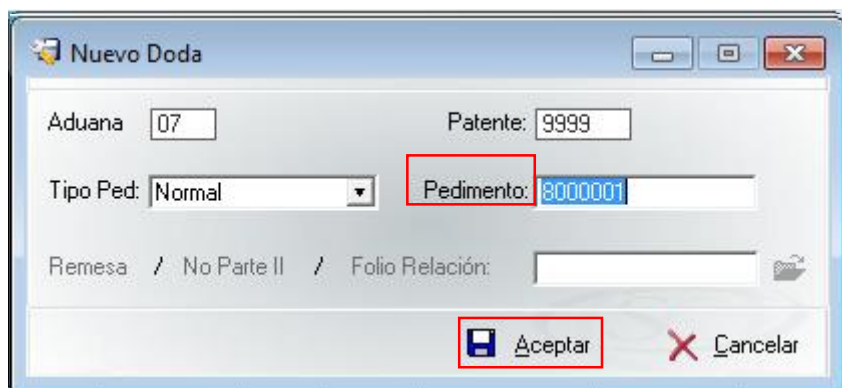 Nuevo Doda
Aduana 07 Patente: 9999
Tipo Ped: Normal Pedimento: 8000001
Remesa / No Parte II / Folio Relación:
Aceptar Cancelar